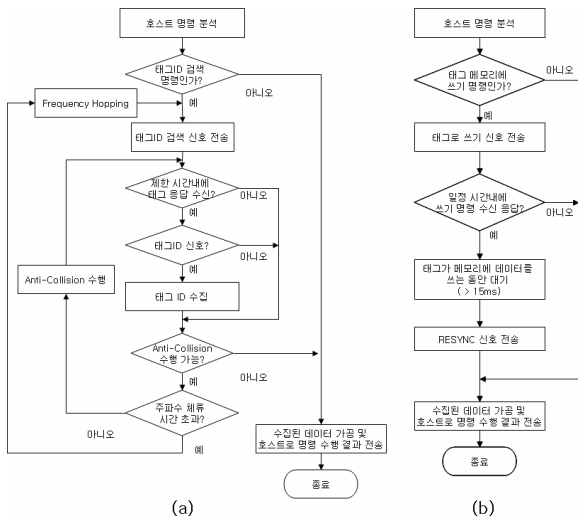 호스트 명령 분석
태그ID 검색
명령인가?
아니오
예
Frequency Hopping
태그ID 검색 신호 전송
제한 시간내에
태그 응답 수신?
아니오
예
태그ID 신호?
아니오
예
Anti-Collision 수행
태그 ID 수집
Anti-Collision
수행 가능?
아니오
예
주파수 체류
시간 초과?
아니오
예
수집된 데이터 가공 및
호스트로 명령 수행 결과 전송
종료
(a)
호스트 명령 분석
태그 메모리에
쓰기 명령인가?
아니오
예
태그로 쓰기 신호 전송
일정 시간내에
쓰기 명령 수신 응답?
아니오
예
태그가 메모리에 데이터를
쓰는 동안 대기
( > 15ms)
RESYNC 신호 전송
수집된 데이터 가공 및
호스트로 명령 수행 결과 전송
종료
(b)